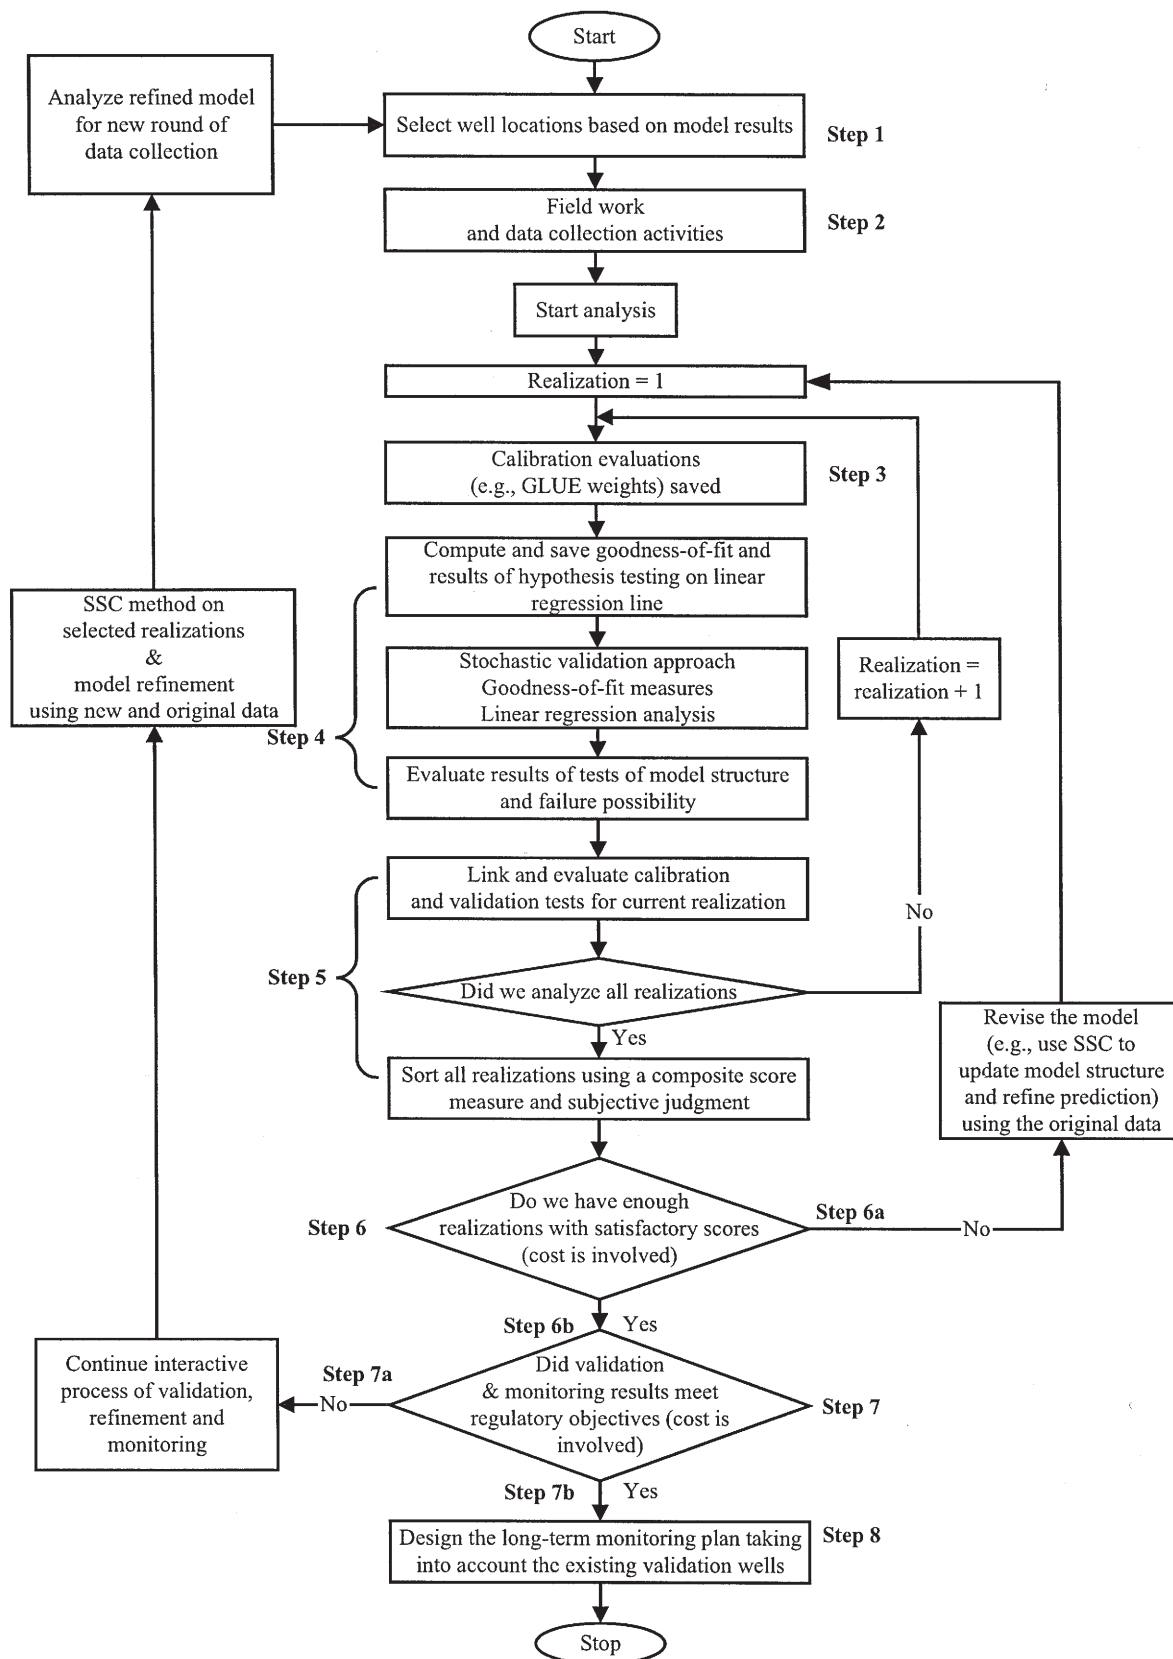 Start
Analyze refined model
for new round of
data collection
Select well locations based on model results
Step 1
Field work
and data collection activities
Step 2
Start analysis
Realization = 1
Calibration evaluations
(e.g., GLUE weights) saved
Step 3
Compute and save goodness-of-fit and
results of hypothesis testing on linear
regression line
SSC method on
selected realizations
&
model refinement
using new and original data
Stochastic validation approach
Goodness-of-fit measures
Linear regression analysis
Realization =
realization + 1
Step 4
Evaluate results of tests of model structure
and failure possibility
Link and evaluate calibration
and validation tests for current realization
No
Step 5
Did we analyze all realizations
Yes
Sort all realizations using a composite score
measure and subjective judgment
Revise the model
(e.g., use SSC to
update model structure
and refine prediction)
using the original data
Step 6
Do we have enough
realizations with satisfactory scores
(cost is involved)
Step 6a
No
Step 6b
Yes
Continue interactive
process of validation,
refinement and
monitoring
Step 7a
No
Did validation
& monitoring results meet
regulatory objectives (cost is
involved)
Step 7
Step 7b
Yes
Design the long-term monitoring plan taking
into account the existing validation wells
Step 8
Stop